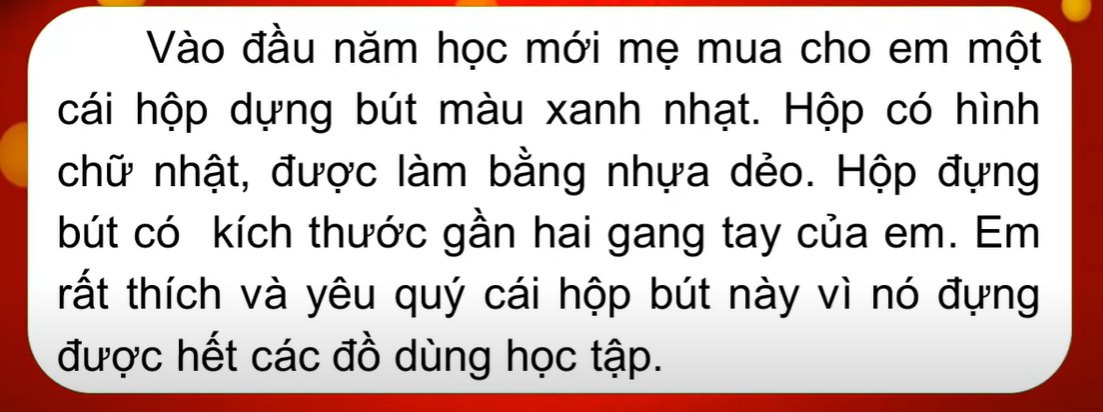 Vào đầu năm học mới mẹ mua cho em một
cái hộp dựng bút màu xanh nhạt. Hộp có hình
chữ nhật, được làm bằng nhựa dẻo. Hộp đựng
bút có kích thước gần hai gang tay của em. Em
rất thích và yêu quý cái hộp bút này vì nó đựng
được hết các đồ dùng học tập.